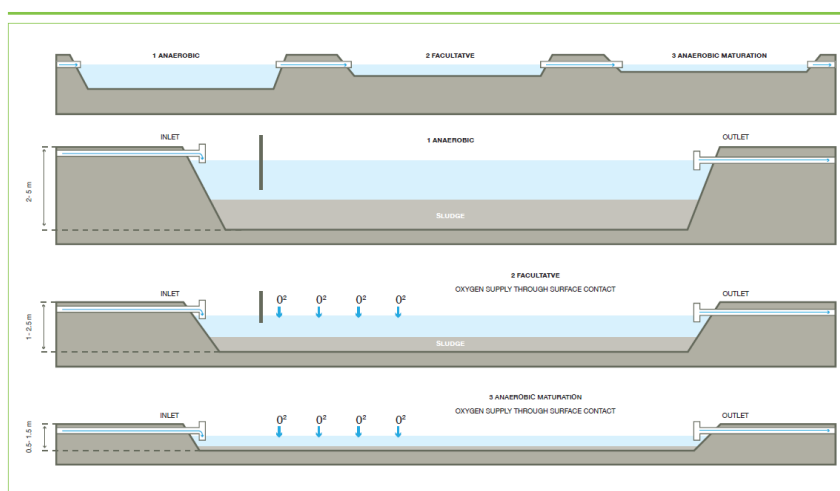 1 ANAEROBIC
2 FACULTATVE
3 ANAEROBIC MATURATION
INLET
1 ANAEROBIC
OUTLET
2- 5 m
SLUDGE
2 FACULTATVE
INLET
0² 0² 0² 0²
OXYGEN SUPPLY THROUGH SURFACE CONTACT
OUTLET
1 - 2.5 m
SLUDGE
3 ANAEROBIC MATURATION
INLET
0² 0² 0² 0²
OXYGEN SUPPLY THROUGH SURFACE CONTACT
OUTLET
0.5- 1.5 m